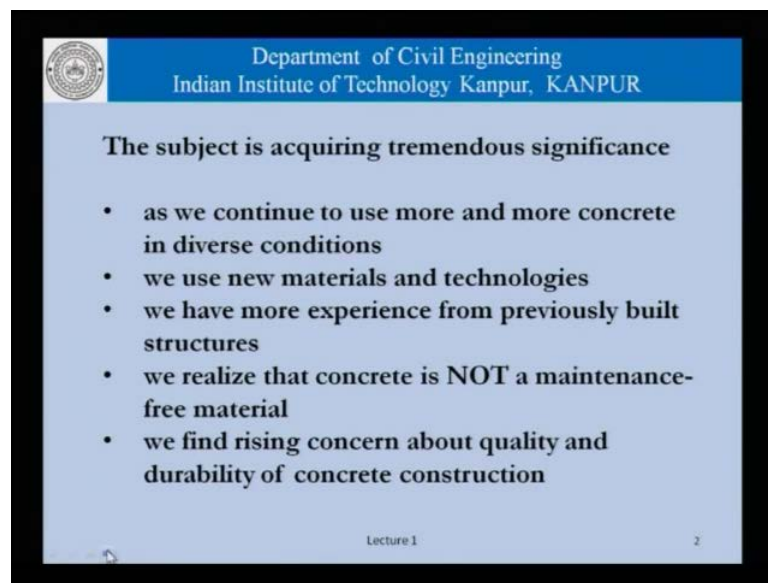 Department of Civil Engineering
Indian Institute of Technology Kanpur, KANPUR
The subject is acquiring tremendous significance
• as we continue to use more and more concrete
in diverse conditions
• we use new materials and technologies
• we have more experience from previously built
structures
• we realize that concrete is NOT a maintenance-
free material
• we find rising concern about quality and
durability of concrete construction
Lecture 1
2